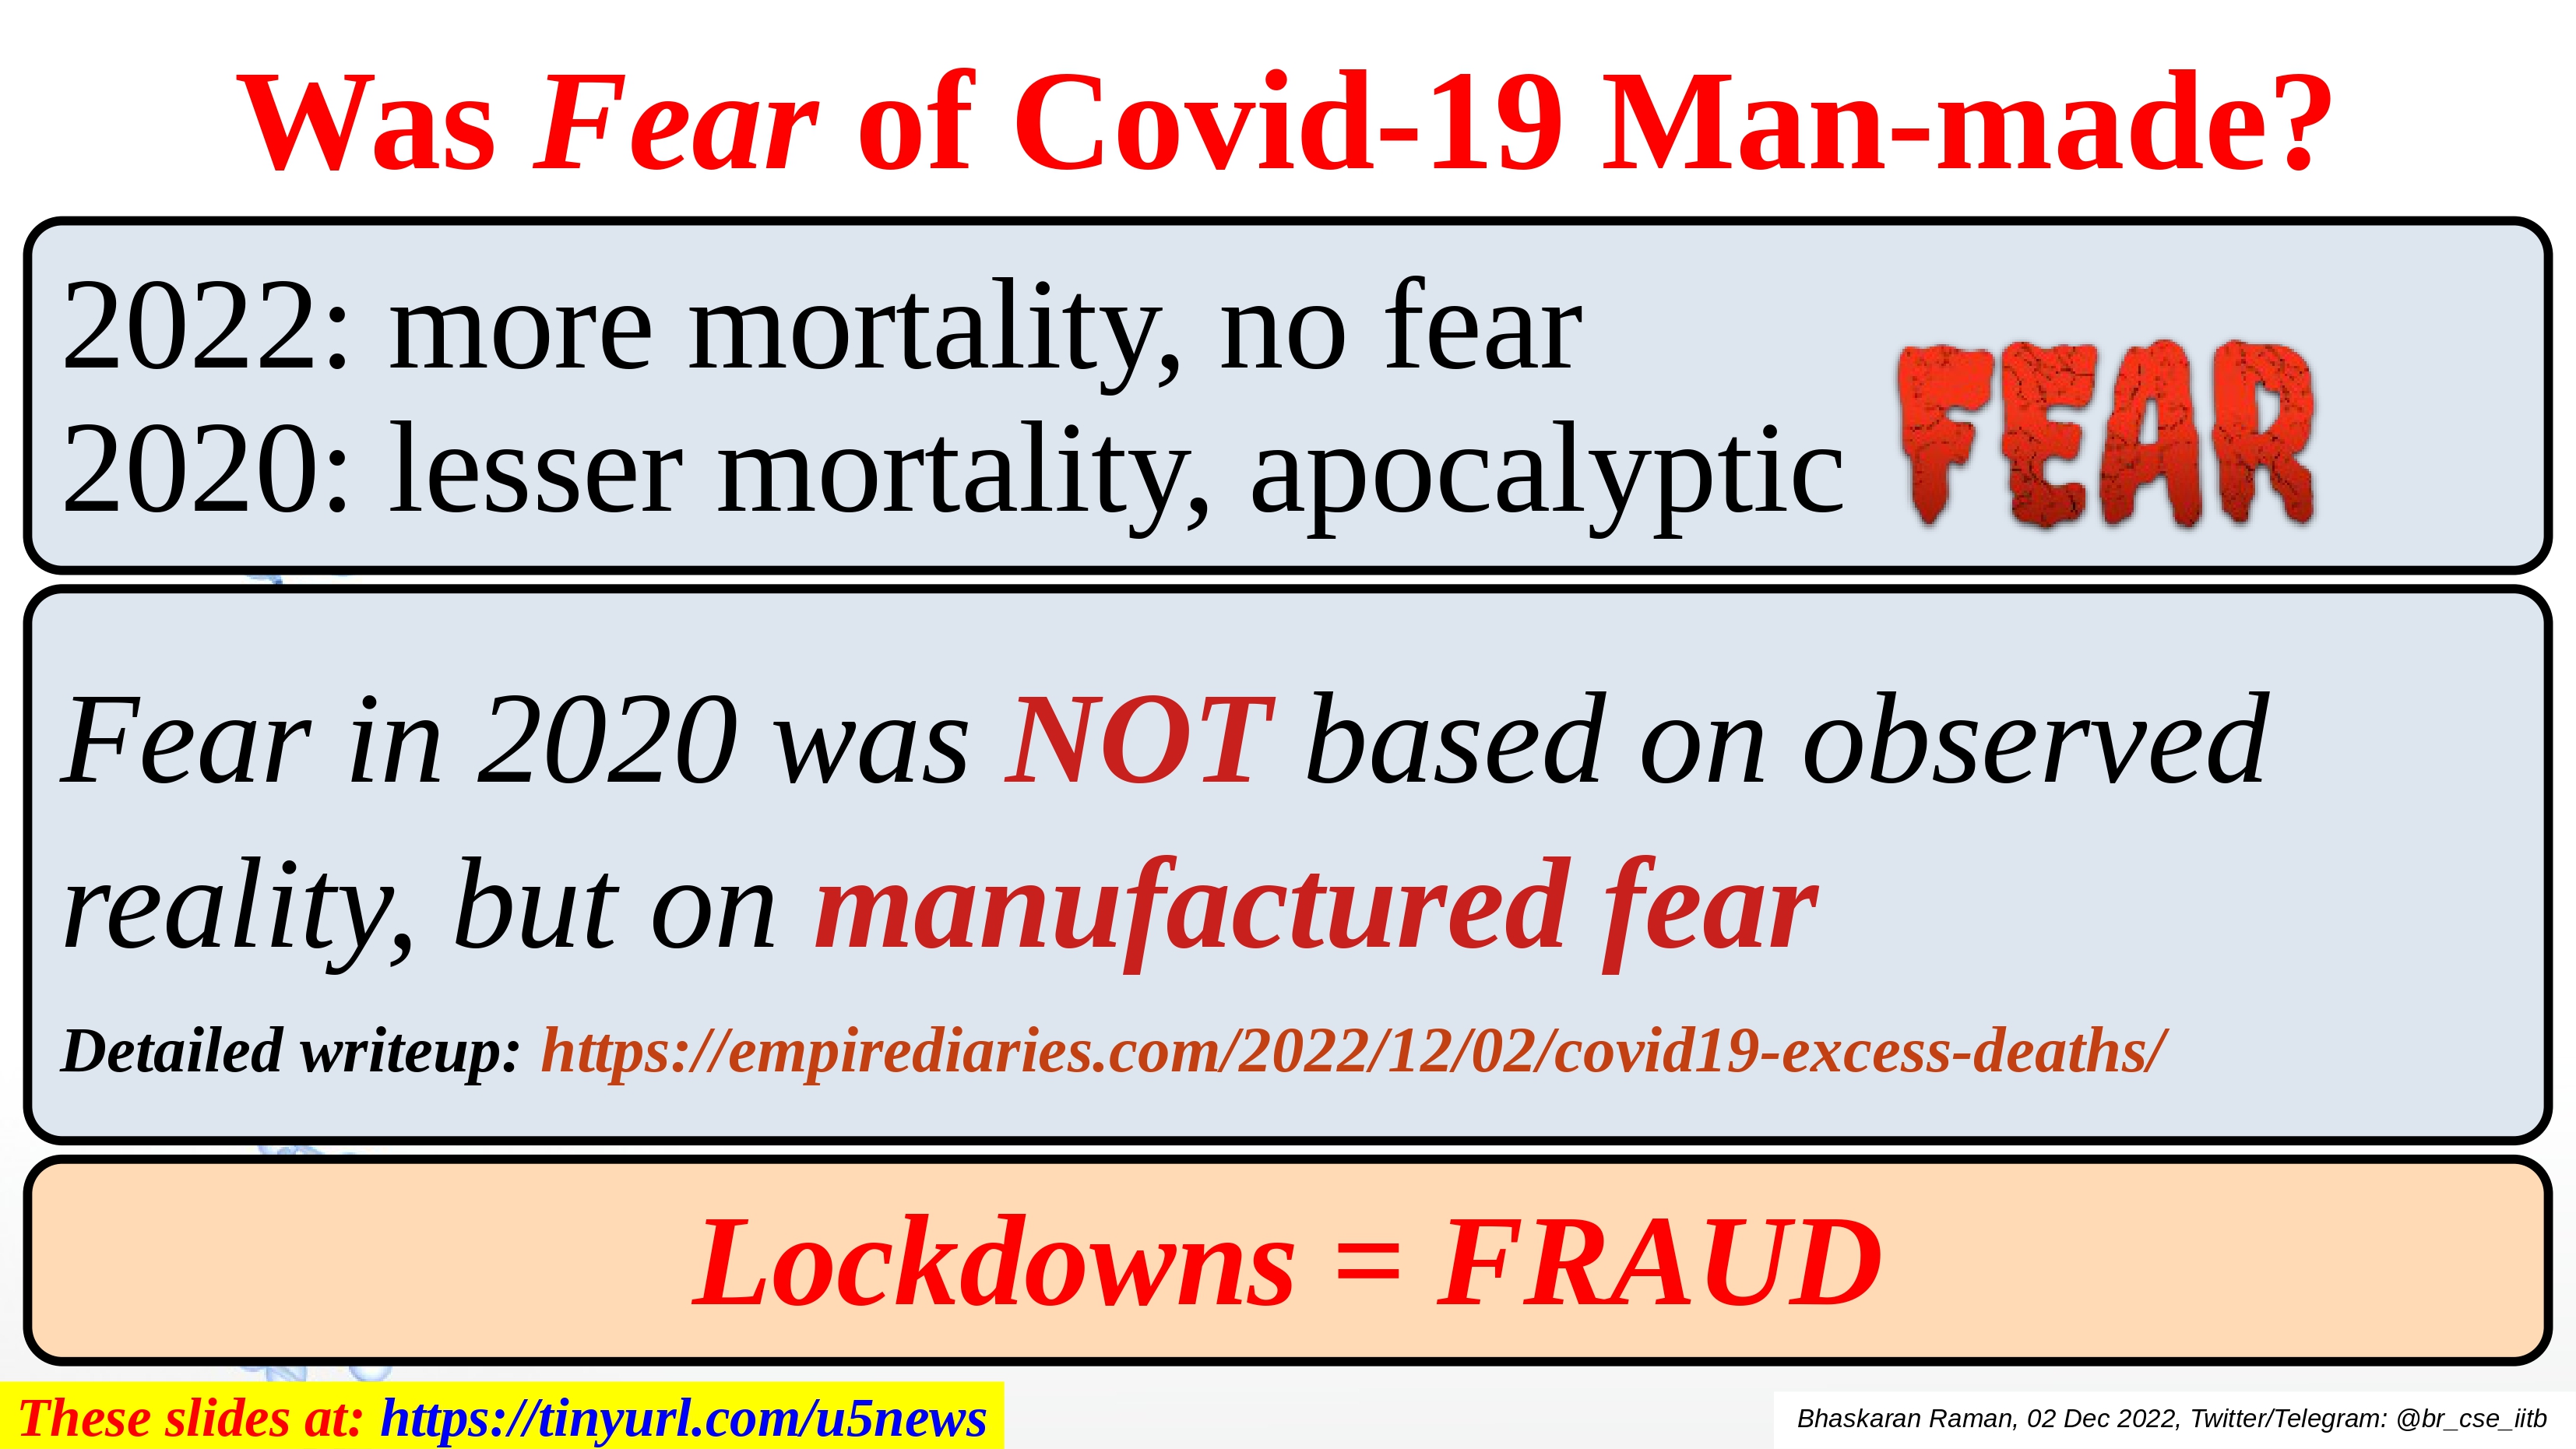 Was Fear of Covid-19 Man-made?
2022: more mortality, no fear
2020: lesser mortality, apocalyptic FEAR
Fear in 2020 was NOT based on observed
reality, but on manufactured fear
Detailed writeup: https://empirediaries.com/2022/12/02/covid19-excess-deaths/
Lockdowns = FRAUD
These slides at: https://tinyurl.com/u5news
Bhaskaran Raman, 02 Dec 2022, Twitter/Telegram: @br_cse_iitb